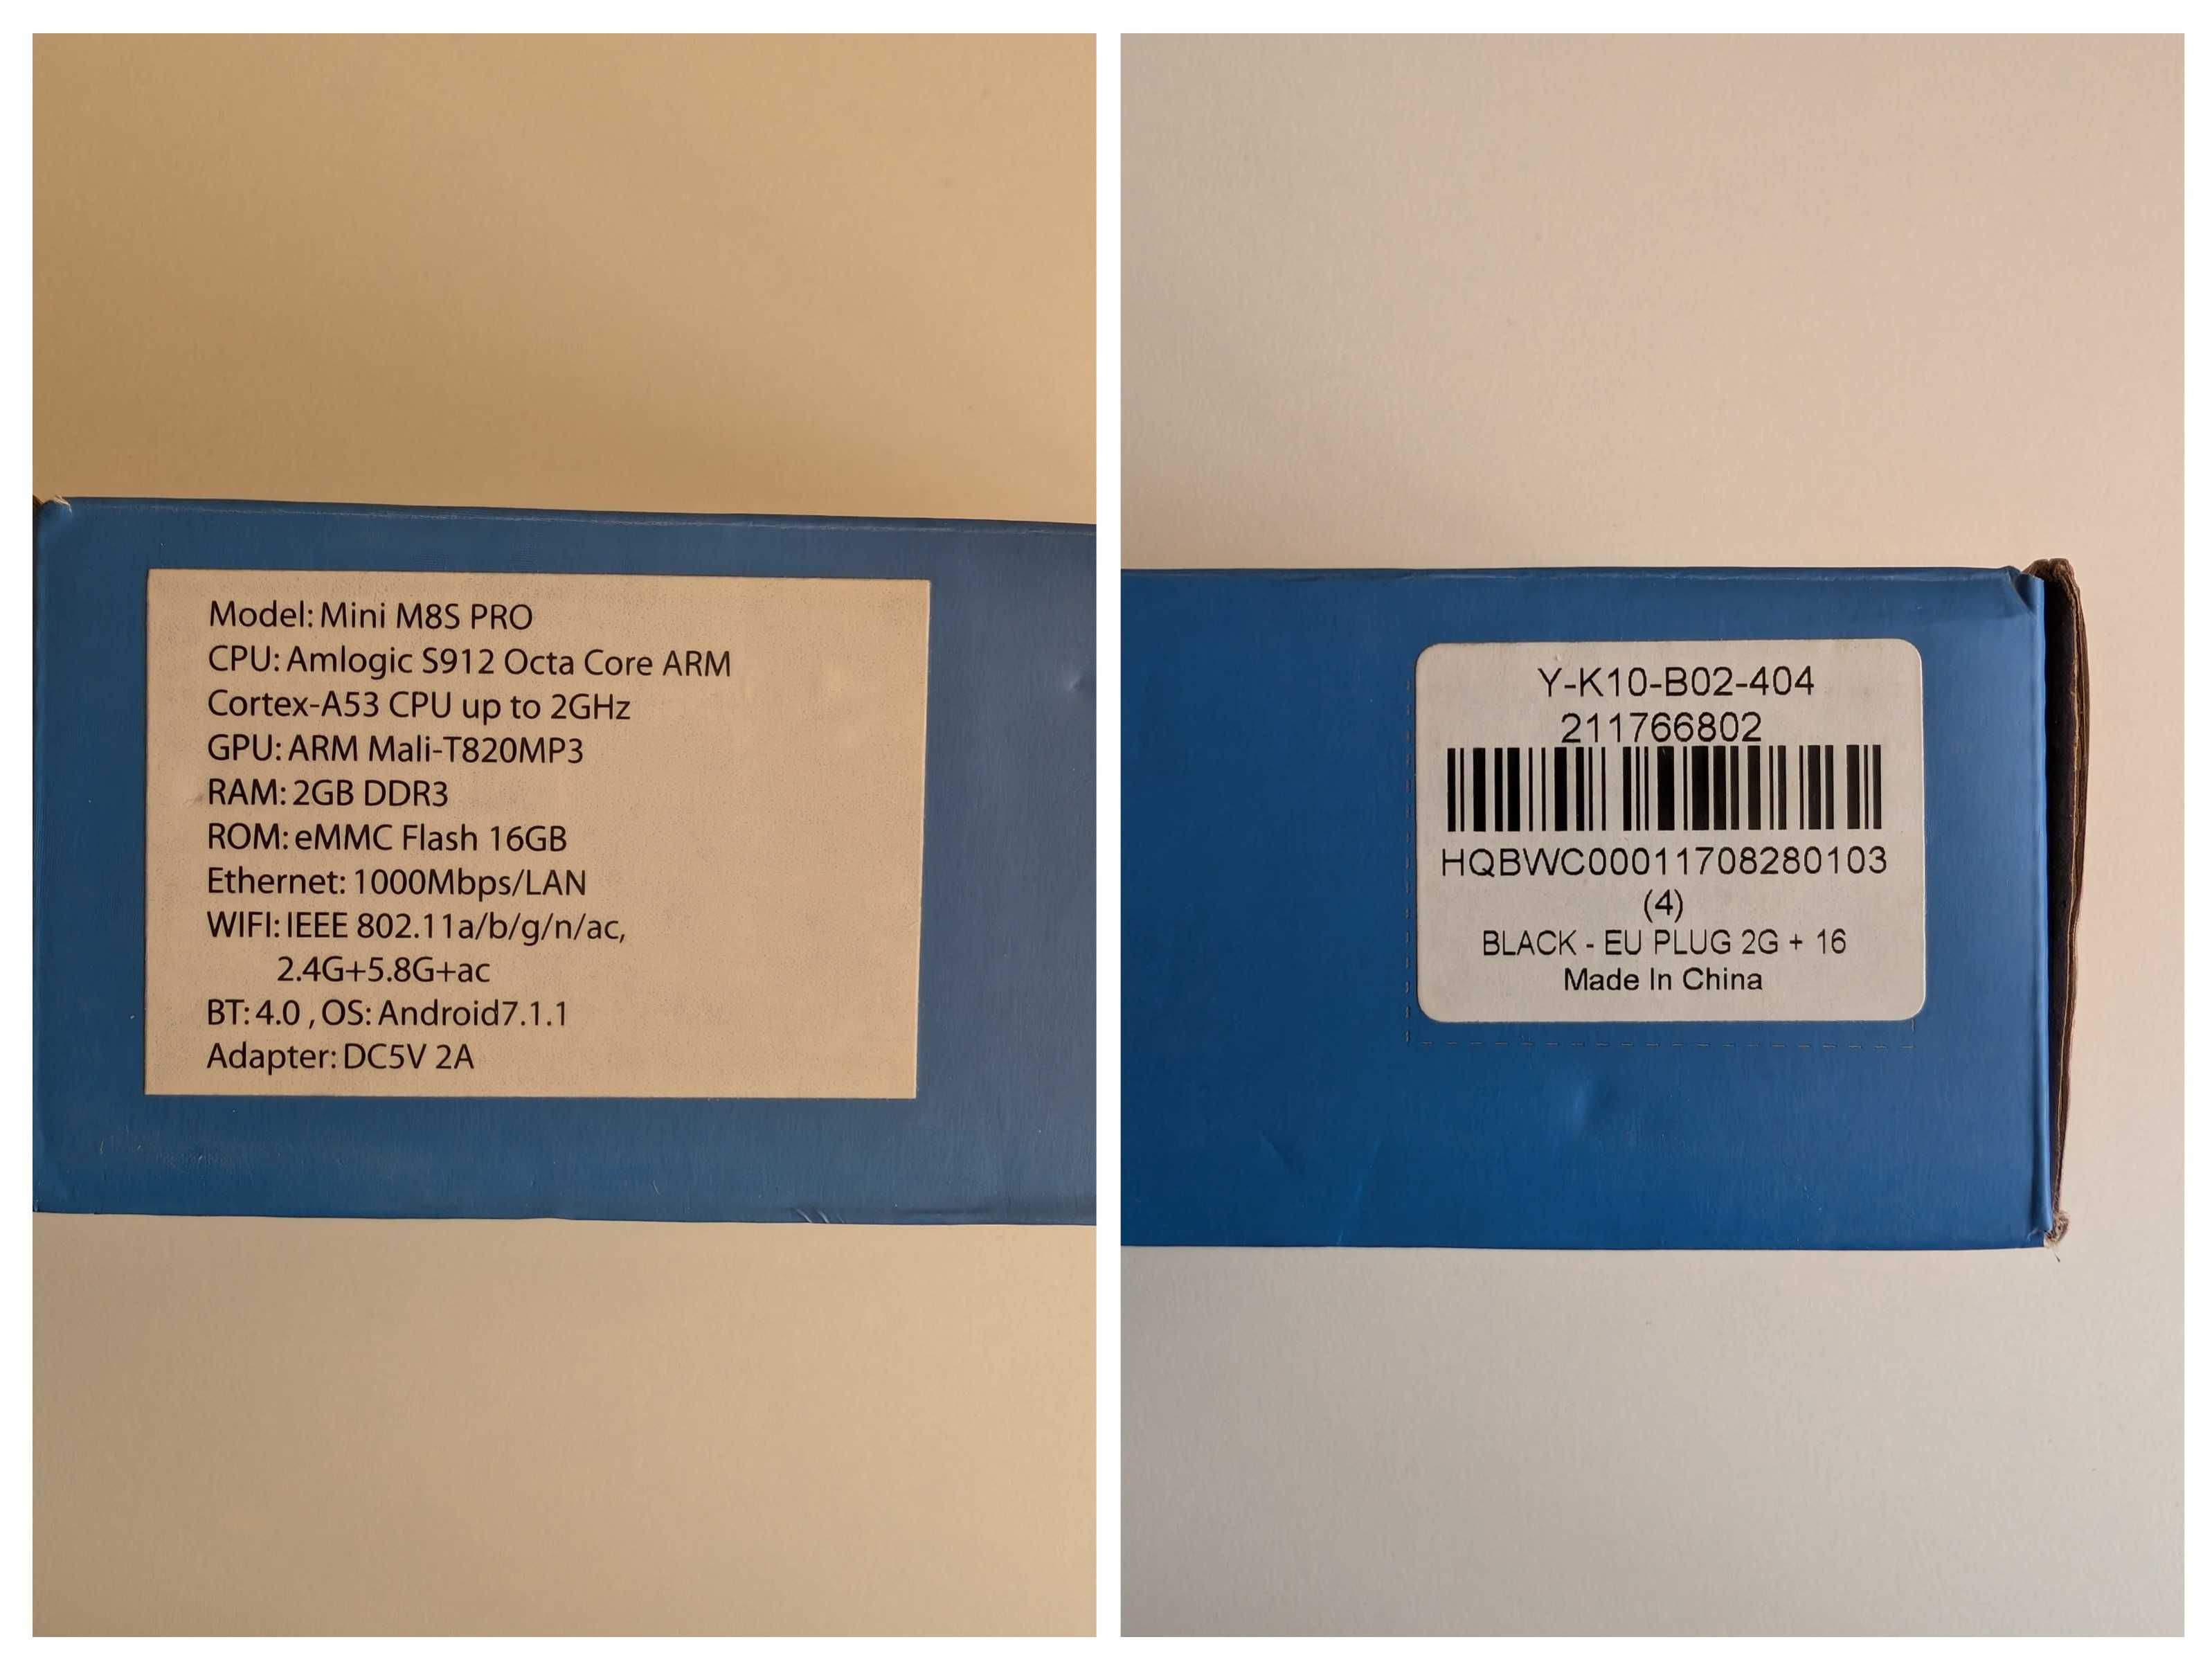 Model: Mini M8S PRO
CPU: Amlogic S912 Octa Core ARM
Cortex-A53 CPU up to 2GHz
GPU: ARM Mali-T820MP3
RAM: 2GB DDR3
ROM: eMMC Flash 16GB
Ethernet: 1000Mbps/LAN
WIFI: IEEE 802.11a/b/g/n/ac,
2.4G+5.8G+ac
BT: 4.0 , OS: Android7.1.1
Adapter: DC5V 2A
Y-K10-B02-404
211766802
HQBWC00011708280103
(4)
BLACK - EU PLUG 2G + 16
Made In China